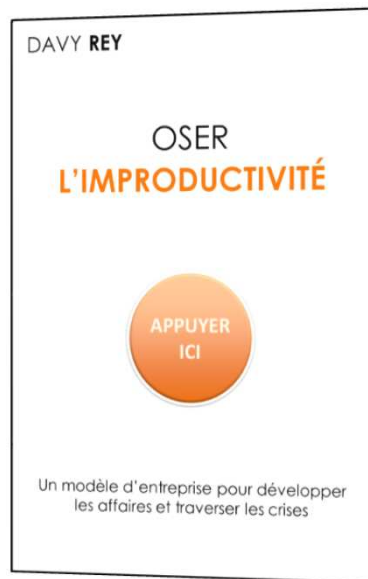 DAVY REY
OSER
L'IMPRODUCTIVITÉ
APPUYER
ICI
Un modèle d'entreprise pour développer
les affaires et traverser les crises